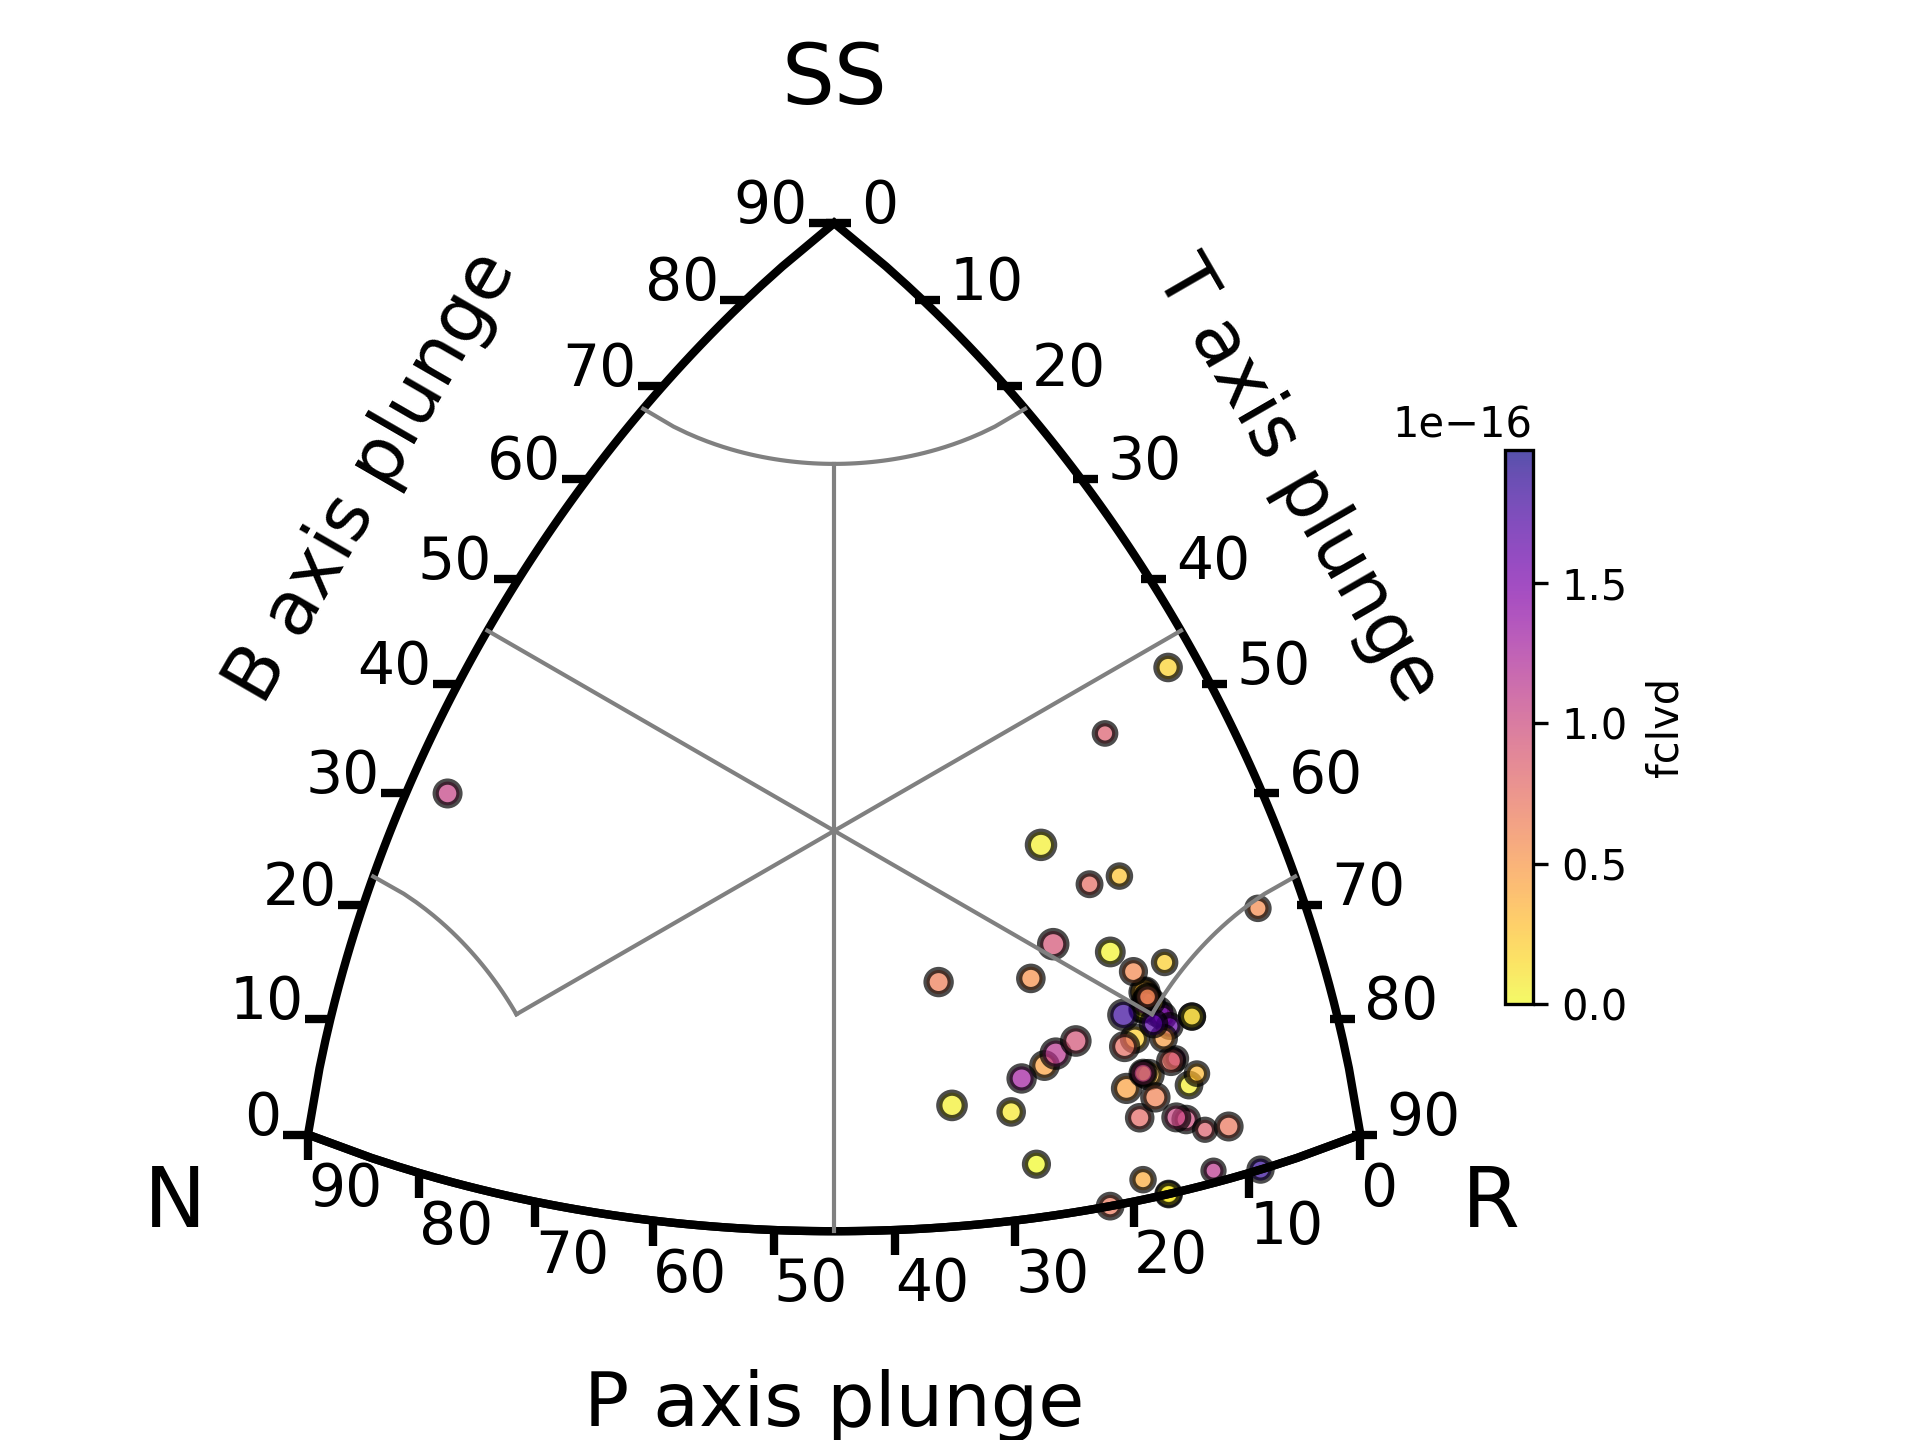 SS
90 0
80 10
70 20
60 30
50 40
40 50
30 60
20 70
10 80
0 90
B axis plunge
T axis plunge
N R
90 80 70 60 50 40 30 20 10 0
P axis plunge
1e−16
1.5
1.0
0.5
0.0
fclvd